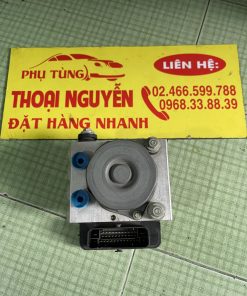 PHỤ TÙNG
THOẠI NGUYỄN
ĐẶT HÀNG NHANH
LIÊN HỆ:
02.466.599.788
0968.33.88.39